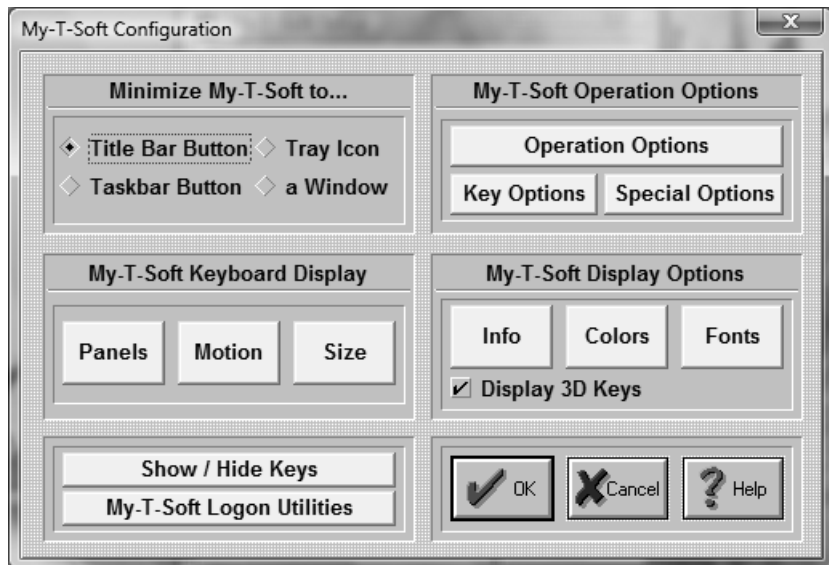 My-T-Soft Configuration
Minimize My-T-Soft to...
Title Bar Button
Tray Icon
Taskbar Button
a Window
My-T-Soft Operation Options
Operation Options
Key Options
Special Options
My-T-Soft Keyboard Display
Panels
Motion
Size
My-T-Soft Display Options
Info
Colors
Fonts
Display 3D Keys
Show / Hide Keys
My-T-Soft Logon Utilities
OK
Cancel
Help